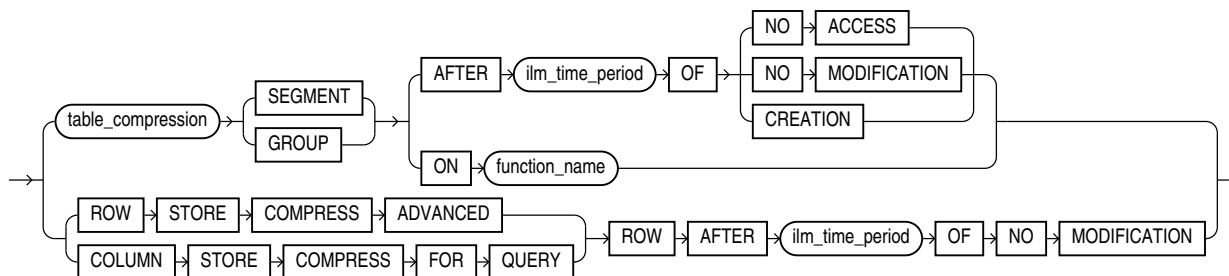 NO ACCESS
AFTER ilm_time_period OF NO MODIFICATION
SEGMENT
table_compression
CREATION
GROUP
ON function_name
ROW STORE COMPRESS ADVANCED
ROW AFTER ilm_time_period OF NO MODIFICATION
COLUMN STORE COMPRESS FOR QUERY